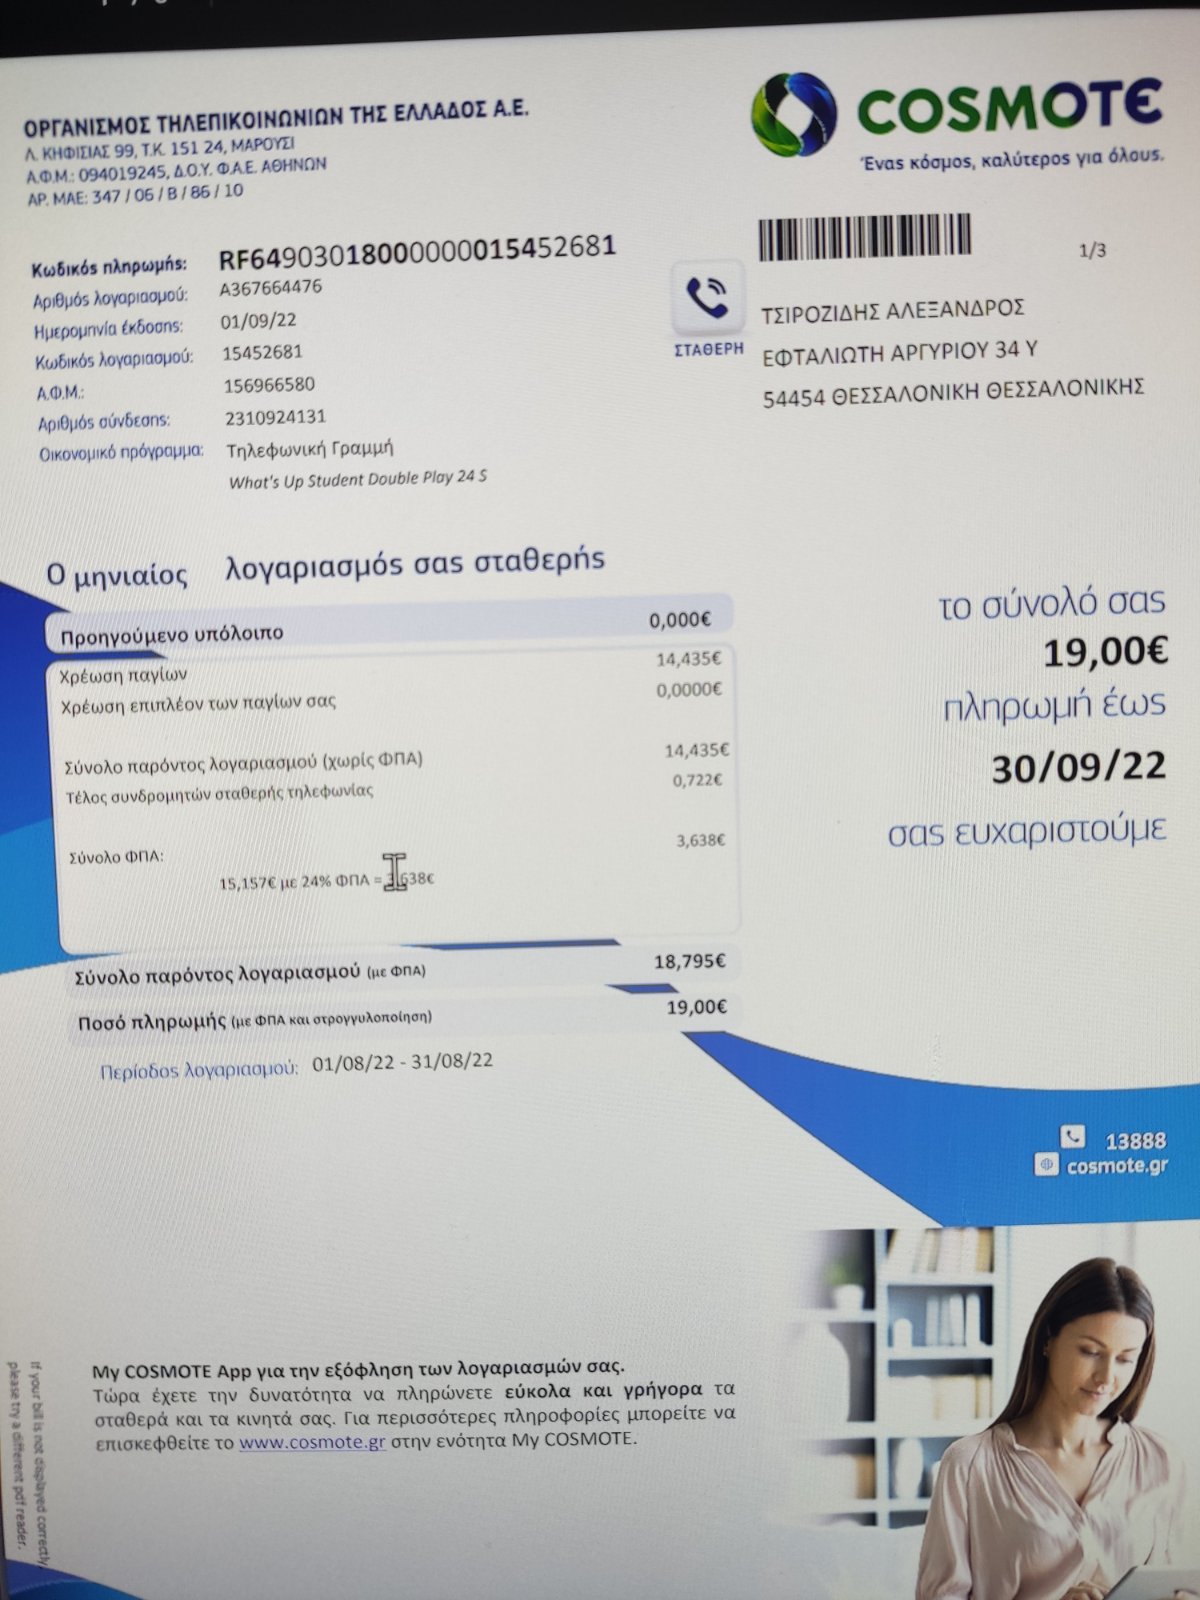 ΟΡΓΑΝΙΣΜΟΣ ΤΗΛΕΠΙΚΟΙΝΩΝΙΩΝ ΤΗΣ ΕΛΛΑΔΟΣ Α.Ε.
Λ. ΚΗΦΙΣΙΑΣ 99, Τ.Κ. 151 24, ΜΑΡΟΥΣΙ
Α.Φ.Μ.: 094019245, Δ.Ο.Υ. Φ.Α.Ε. ΑΘΗΝΩΝ
ΑΡ. ΜΑΕ: 347 / 06 / Β / 86 / 10
COSMOTE
Ένας κόσμος, καλύτερος για όλους.
1/3
Κωδικός πληρωμής: RF64903018000000015452681
Αριθμός λογαριασμού: A367664476
Ημερομηνία έκδοσης: 01/09/22
Κωδικός λογαριασμού: 15452681
Α.Φ.Μ.: 156966580
Αριθμός σύνδεσης: 2310924131
Οικονομικό πρόγραμμα: Τηλεφωνική Γραμμή
What's Up Student Double Play 24 S
ΣΤΑΘΕΡΗ
ΤΣΙΡΟΖΙΔΗΣ ΑΛΕΞΑΝΔΡΟΣ
ΕΦΤΑΛΙΩΤΗ ΑΡΓΥΡΙΟΥ 34 Υ
54454 ΘΕΣΣΑΛΟΝΙΚΗ ΘΕΣΣΑΛΟΝΙΚΗΣ
Ο μηνιαίος λογαριασμός σας σταθερής
Προηγούμενο υπόλοιπο 0,000€
Χρέωση παγίων 14,435€
Χρέωση επιπλέον των παγίων σας 0,0000€
Σύνολο παρόντος λογαριασμού (χωρίς ΦΠΑ) 14,435€
Τέλος συνδρομητών σταθερής τηλεφωνίας 0,722€
Σύνολο ΦΠΑ: 3,638€
15,157€ με 24% ΦΠΑ = 3,638€
Σύνολο παρόντος λογαριασμού (με ΦΠΑ) 18,795€
Ποσό πληρωμής (με ΦΠΑ και στρογγυλοποίηση) 19,00€
Περίοδος λογαριασμού: 01/08/22 - 31/08/22
το σύνολό σας
19,00€
πληρωμή έως
30/09/22
σας ευχαριστούμε
13888
cosmote.gr
My COSMOTE App για την εξόφληση των λογαριασμών σας.
Τώρα έχετε την δυνατότητα να πληρώνετε εύκολα και γρήγορα τα
σταθερά και τα κινητά σας. Για περισσότερες πληροφορίες μπορείτε να
επισκεφθείτε το www.cosmote.gr στην ενότητα My COSMOTE.
If your bill is not displayed correctly,
please try a different pdf reader.